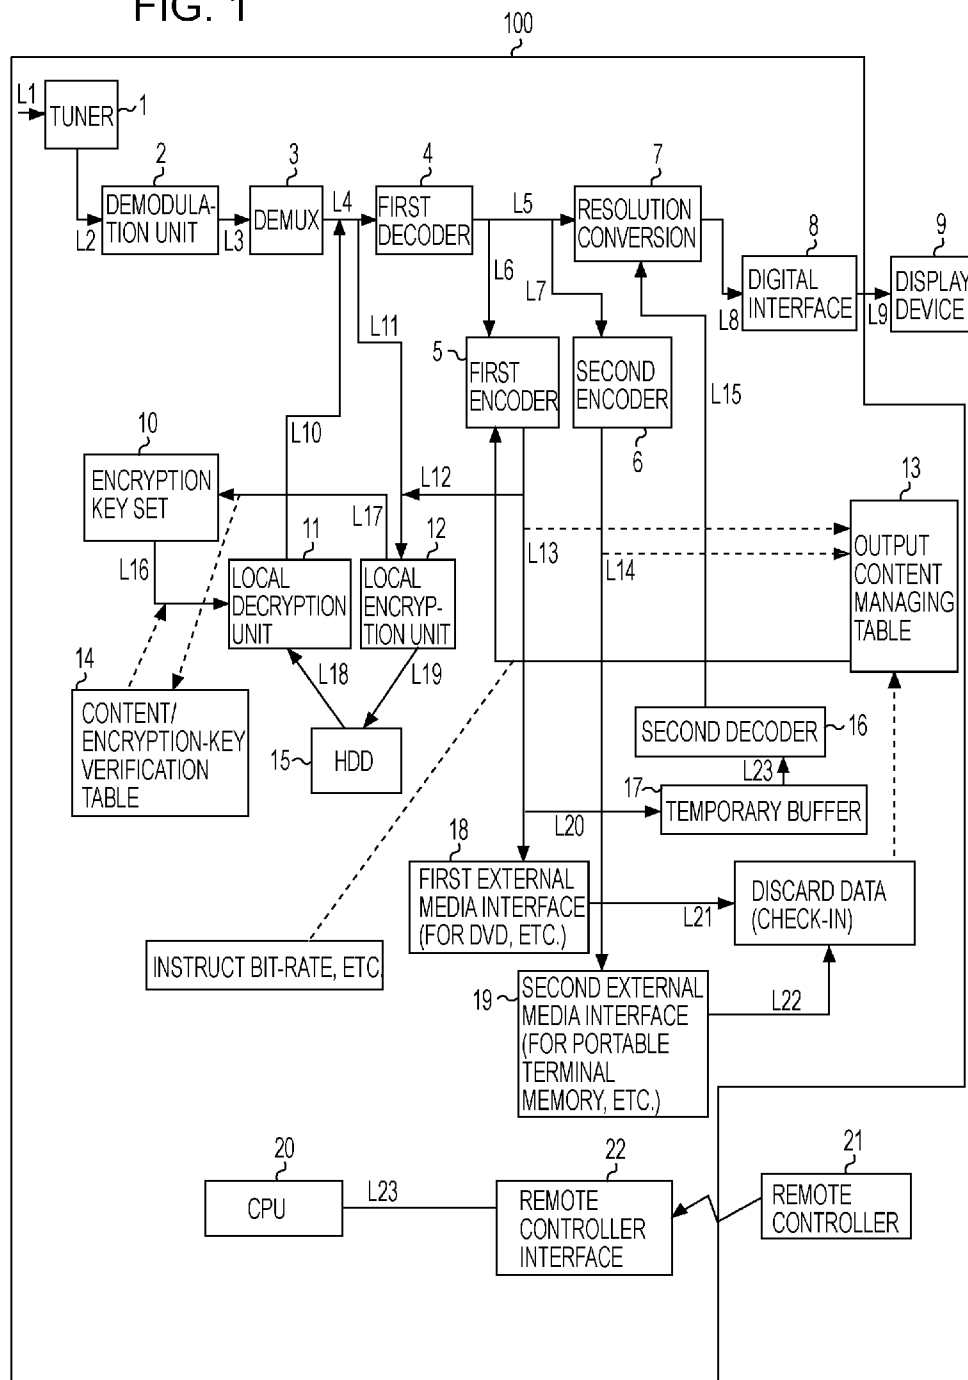 FIG. 1
100
L1
TUNER
1
2
3
4
7
DEMODULA-
TION UNIT
L2
L3
DEMUX
L4
FIRST
DECODER
L5
RESOLUTION
CONVERSION
8
9
L6
L7
DIGITAL
INTERFACE
L8
L9
DISPLAY
DEVICE
L11
5
FIRST
ENCODER
SECOND
ENCODER
6
L15
10
L10
ENCRYPTION
KEY SET
L12
13
L17
11
12
L16
L13
L14
OUTPUT
CONTENT
MANAGING
TABLE
LOCAL
DECRYPTION
UNIT
LOCAL
ENCRYP-
TION UNIT
14
L18
L19
CONTENT/
ENCRYPTION-KEY
VERIFICATION
TABLE
15
HDD
SECOND DECODER
16
L23
17
TEMPORARY BUFFER
L20
18
FIRST EXTERNAL
MEDIA INTERFACE
(FOR DVD, ETC.)
L21
DISCARD DATA
(CHECK-IN)
INSTRUCT BIT-RATE, ETC.
19
SECOND EXTERNAL
MEDIA INTERFACE
(FOR PORTABLE
TERMINAL
MEMORY, ETC.)
L22
20
CPU
L23
22
REMOTE
CONTROLLER
INTERFACE
21
REMOTE
CONTROLLER